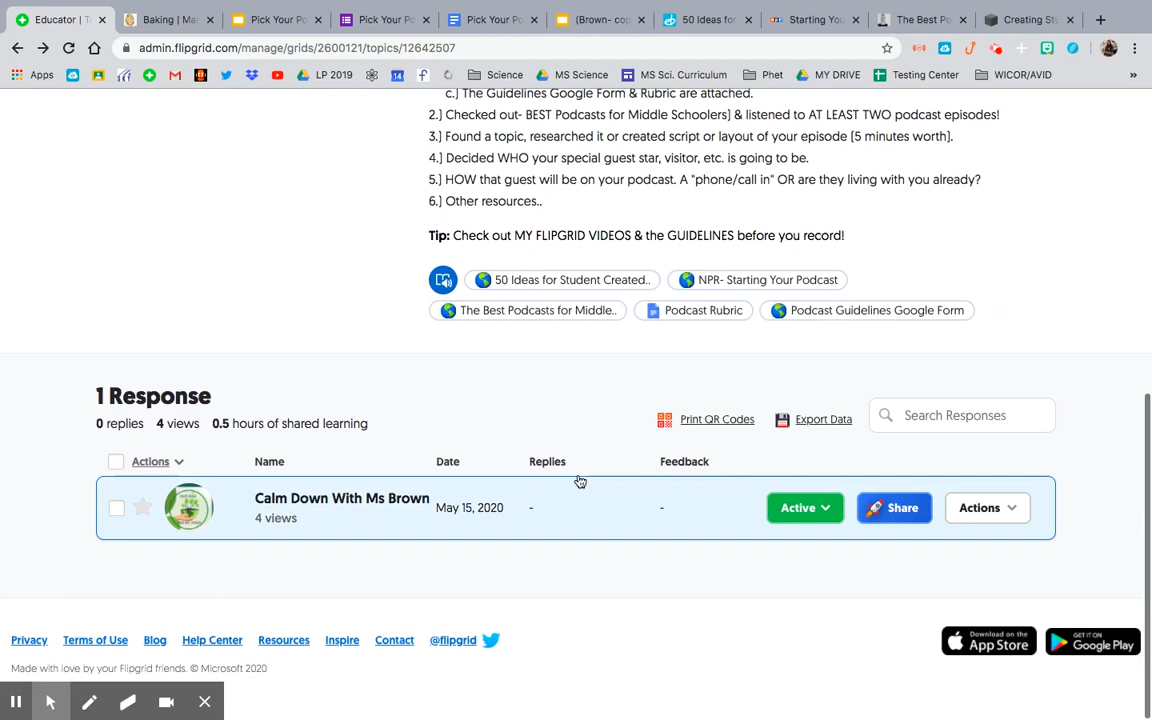 Educator | T
Baking | Ma
Pick Your Po
Pick Your Po
Pick Your Po
(Brown- cop
50 Ideas for
Starting You
The Best Po
Creating Stu
admin.flipgrid.com/manage/grids/2600121/topics/12642507
Apps LP 2019 14 Science MS Science MS Sci. Curriculum Phet MY DRIVE Testing Center WICOR/AVID »
c.) The Guidelines Google Form & Rubric are attached.
2.) Checked out- BEST Podcasts for Middle Schoolers) & listened to AT LEAST TWO podcast episodes!
3.) Found a topic, researched it or created script or layout of your episode (5 minutes worth).
4.) Decided WHO your special guest star, visitor, etc. is going to be.
5.) HOW that guest will be on your podcast. A "phone/call in" OR are they living with you already?
6.) Other resources..
Tip: Check out MY FLIPGRID VIDEOS & the GUIDELINES before you record!
50 Ideas for Student Created.. NPR- Starting Your Podcast
The Best Podcasts for Middle.. Podcast Rubric Podcast Guidelines Google Form
1 Response
0 replies 4 views 0.5 hours of shared learning
Print QR Codes Export Data Search Responses
Actions Name Date Replies Feedback
Calm Down With Ms Brown May 15, 2020 - - Active Share Actions
4 views
Privacy Terms of Use Blog Help Center Resources Inspire Contact @flipgrid
Download on the App Store
GET IT ON Google Play
Made with love by your Flipgrid friends. © Microsoft 2020